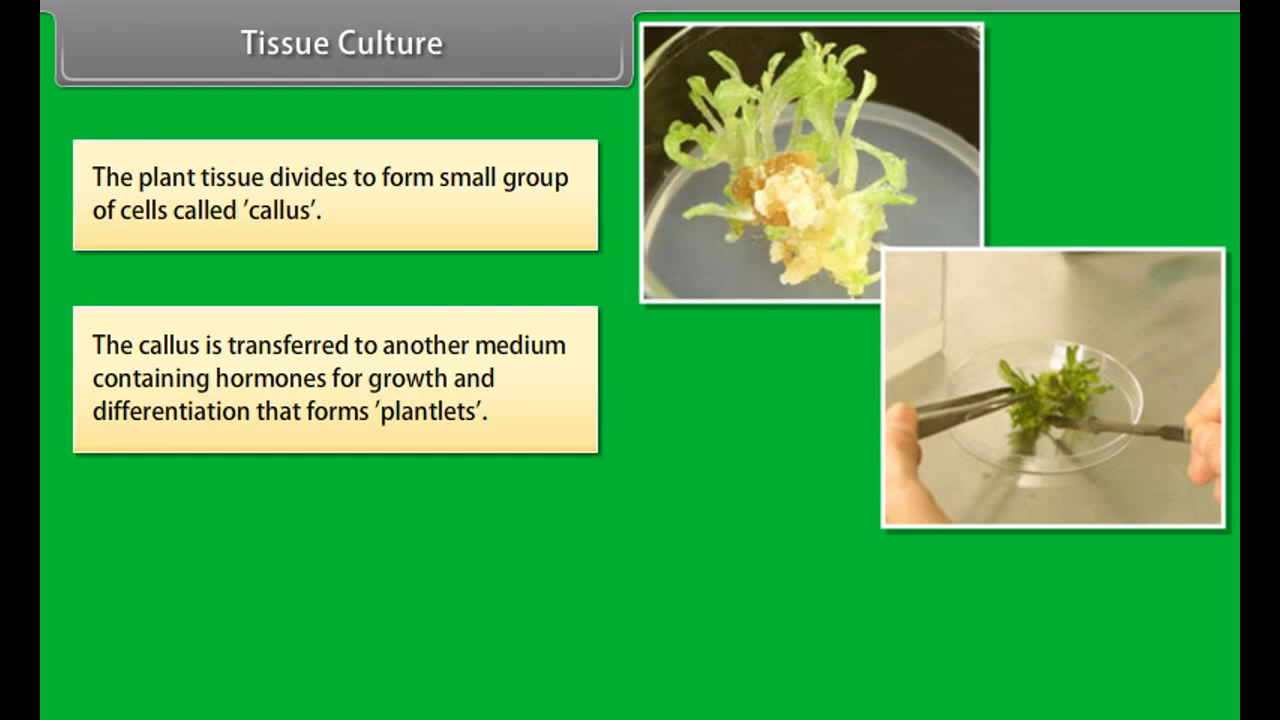 Tissue Culture
The plant tissue divides to form small group
of cells called 'callus'.
The callus is transferred to another medium
containing hormones for growth and
differentiation that forms 'plantlets'.